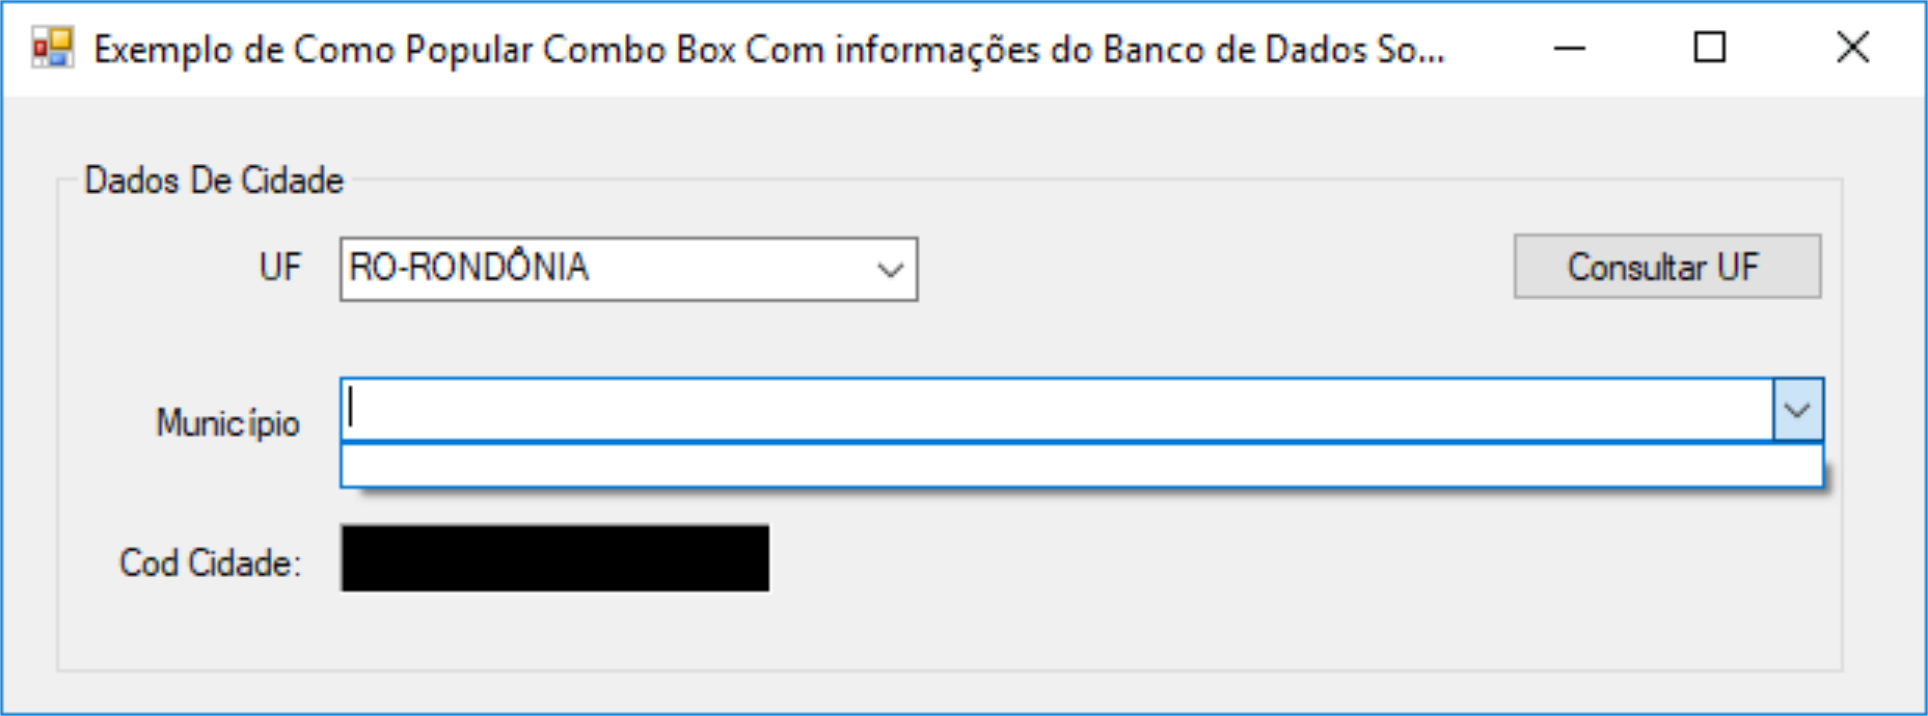 Exemplo de Como Popular Combo Box Com informações do Banco de Dados So...
Dados De Cidade
UF RO-RONDÔNIA Consultar UF
Município
Cod Cidade: